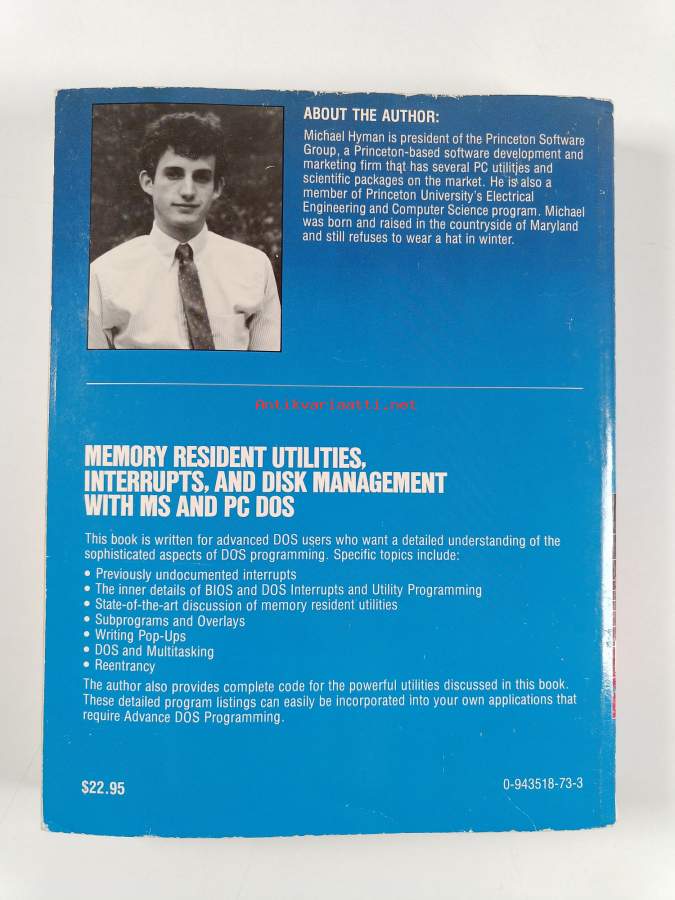 ABOUT THE AUTHOR:
Michael Hyman is president of the Princeton Software
Group, a Princeton-based software development and
marketing firm that has several PC utilities and
scientific packages on the market. He is also a
member of Princeton University's Electrical
Engineering and Computer Science program. Michael
was born and raised in the countryside of Maryland
and still refuses to wear a hat in winter.
Antikvariaatti.net
MEMORY RESIDENT UTILITIES,
INTERRUPTS, AND DISK MANAGEMENT
WITH MS AND PC DOS
This book is written for advanced DOS users who want a detailed understanding of the
sophisticated aspects of DOS programming. Specific topics include:
• Previously undocumented interrupts
• The inner details of BIOS and DOS Interrupts and Utility Programming
• State-of-the-art discussion of memory resident utilities
• Subprograms and Overlays
• Writing Pop-Ups
• DOS and Multitasking
• Reentrancy
The author also provides complete code for the powerful utilities discussed in this book.
These detailed program listings can easily be incorporated into your own applications that
require Advance DOS Programming.
$22.95
0-943518-73-3